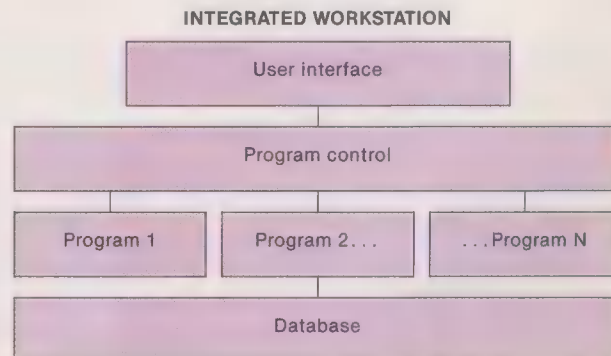 INTEGRATED WORKSTATION
User interface
Program control
Program 1
Program 2...
...Program N
Database